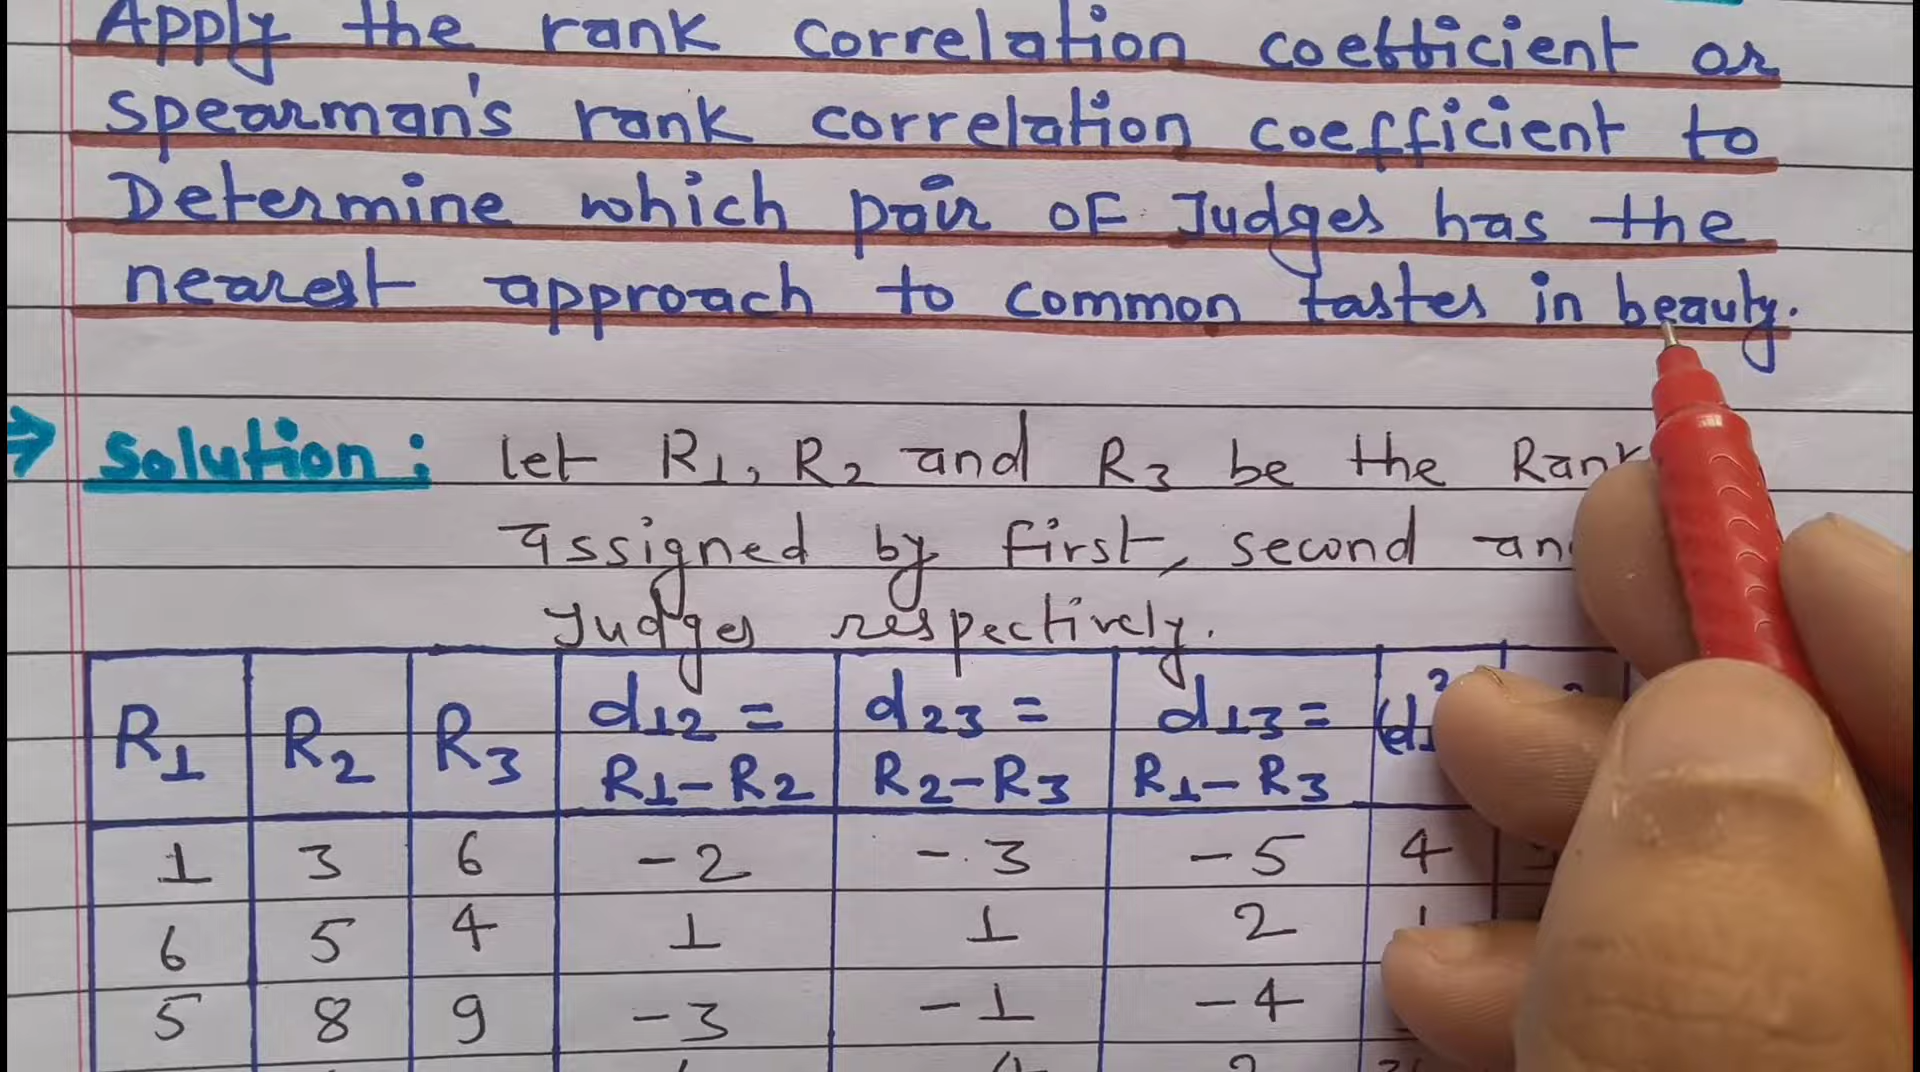 Apply the rank correlation coefficient or
spearman's rank correlation coefficient to
Determine which pair OF Judges has the
nearest approach to common tastes in beauty.
Solution: let R1, R2 and R3 be the
assigned by first, second
Judges respectively.
R1 R2 R3 d12 = R1-R2 d23 = R2-R3 d13 = R1-R3
1 3 6 -2 -3 -5 4
6 5 4 1 1 2
5 8 9 -3 -1 -4